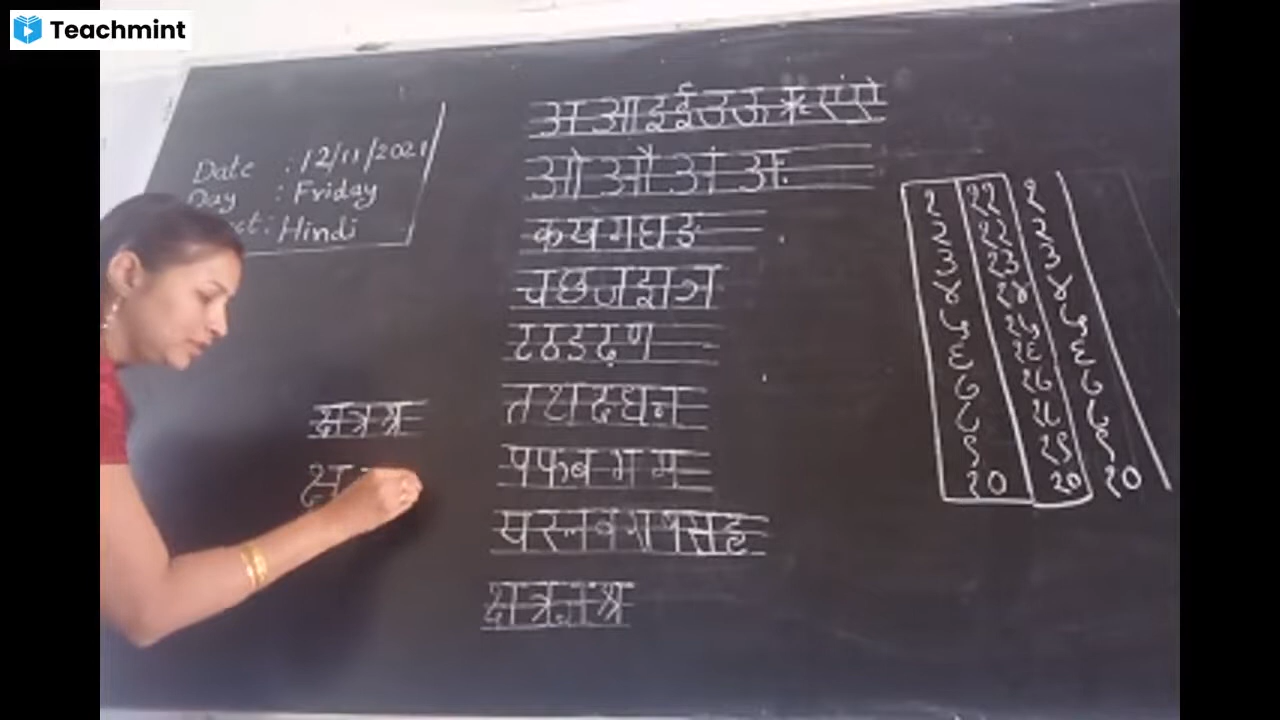 Teachmint
Date : 12/11/2021
Day : Friday
ect : Hindi
अ आ इ ई उ ऊ ऋ ए ऐ
ओ औ अं अः
क ख ग घ ङ
च छ ज झ ञ
ट ठ ड ढ ण
त थ द ध न
प फ ब भ म
य र ल व श ष स ह
क्ष त्र ज्ञ श्र
क्ष त्र श्र
क्ष
१ ११ १
२ १२ २
३ १३ ३
४ १४ ४
५ १५ ५
६ १६ ६
७ १७ ७
८ १८ ८
९ १९ ९
१० २० १०